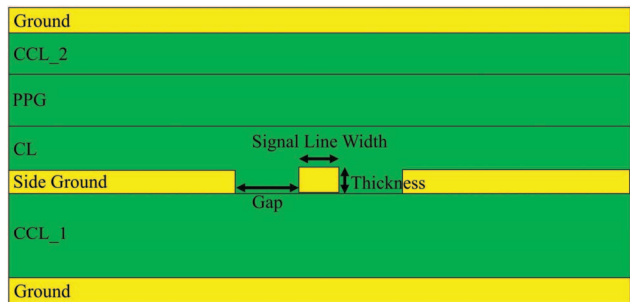 Ground
CCL_2
PPG
Signal Line Width
CL
Side Ground
Thickness
Gap
CCL_1
Ground